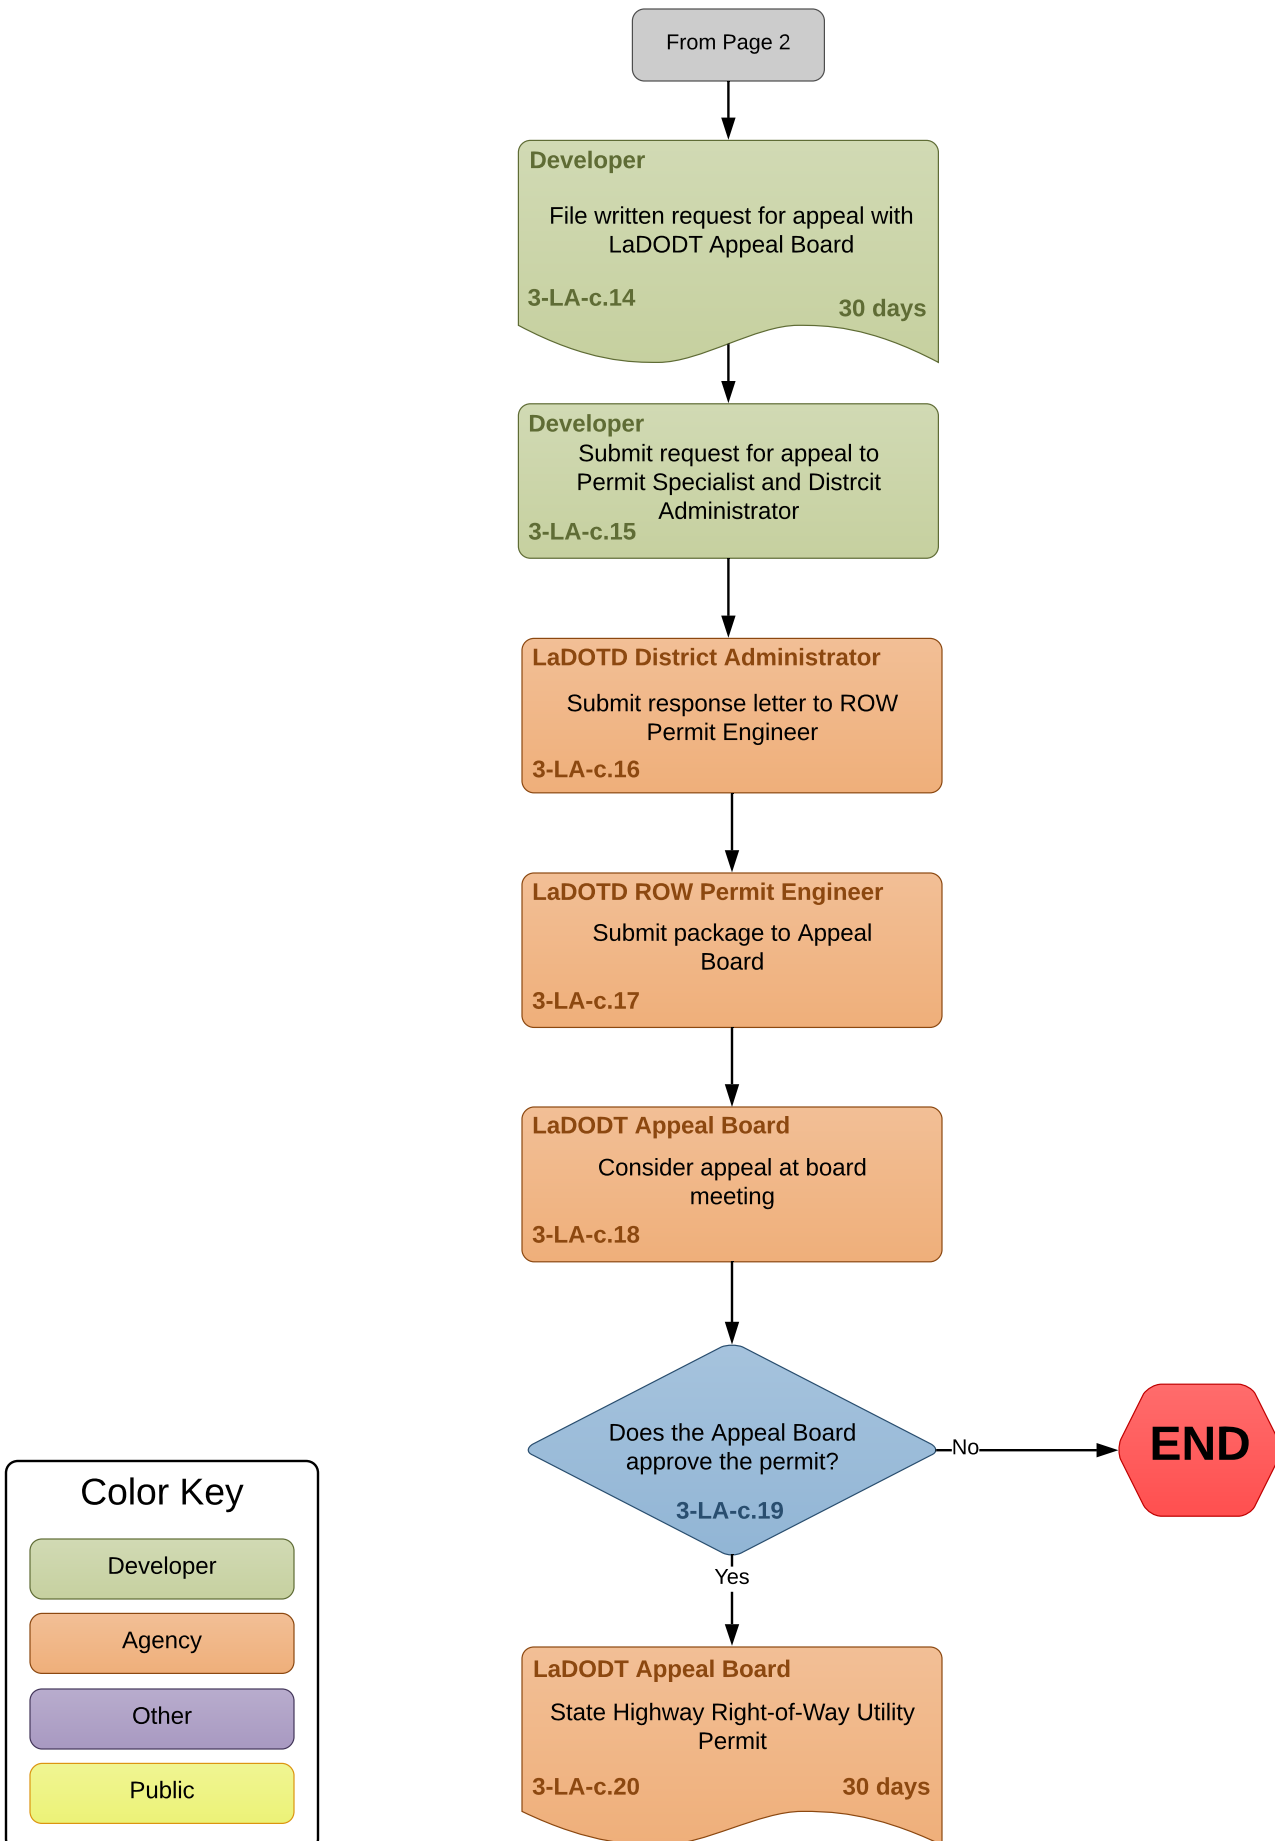 From Page 2
Developer
File written request for appeal with
LaDODT Appeal Board
3-LA-c.14
30 days
Developer
Submit request for appeal to
Permit Specialist and Distrcit
Administrator
3-LA-c.15
LaDOTD District Administrator
Submit response letter to ROW
Permit Engineer
3-LA-c.16
LaDOTD ROW Permit Engineer
Submit package to Appeal
Board
3-LA-c.17
LaDODT Appeal Board
Consider appeal at board
meeting
3-LA-c.18
Does the Appeal Board
approve the permit?
3-LA-c.19
No
END
Yes
LaDODT Appeal Board
State Highway Right-of-Way Utility
Permit
3-LA-c.20
30 days
Color Key
Developer
Agency
Other
Public